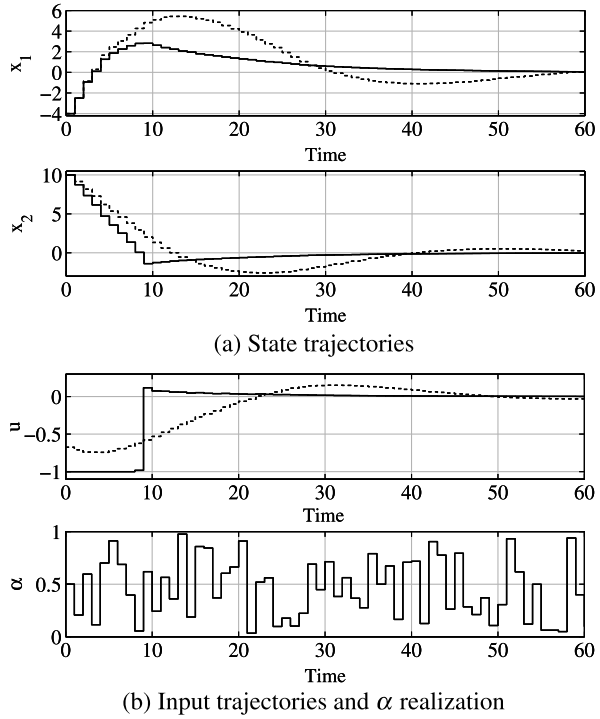 6
4
2
0
−2
−4
x1
0 10 20 30 40 50 60
Time
10
5
0
x2
0 10 20 30 40 50 60
Time
(a) State trajectories
0
−0.5
−1
u
0 10 20 30 40 50 60
Time
1
0.5
0
α
0 10 20 30 40 50 60
Time
(b) Input trajectories and α realization